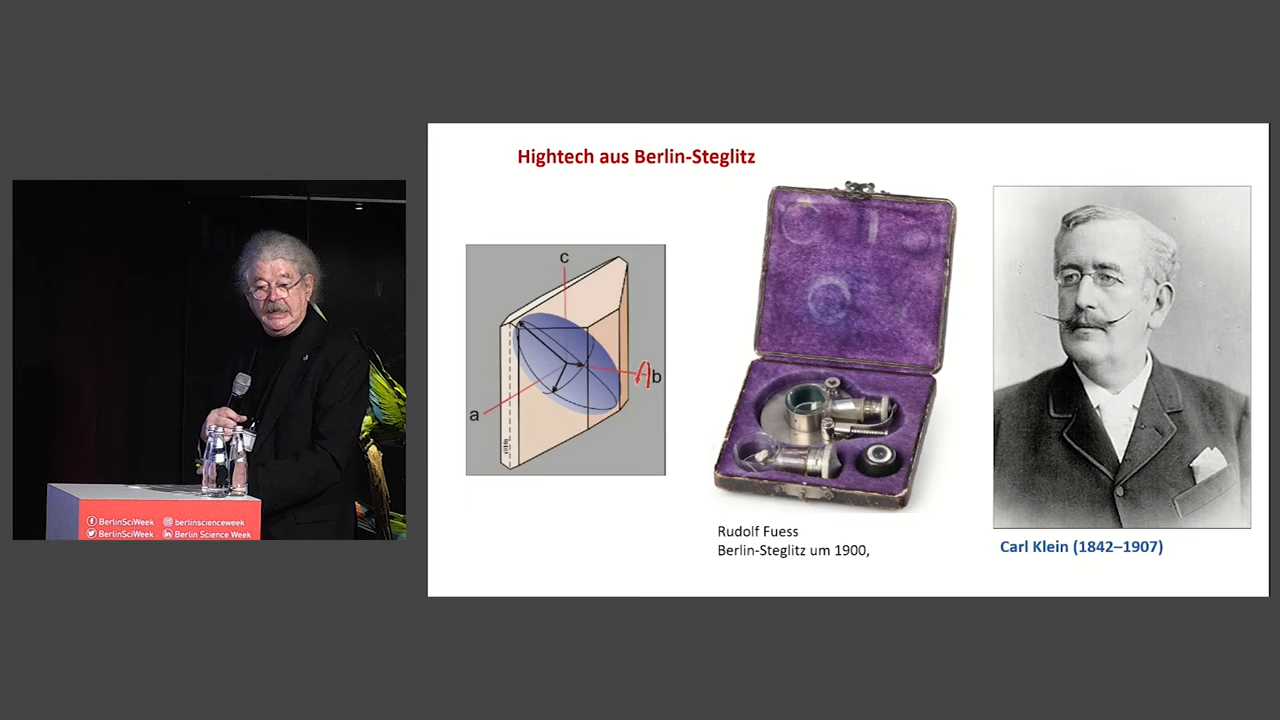 Hightech aus Berlin-Steglitz
c
a
b
Rudolf Fuess
Berlin-Steglitz um 1900,
Carl Klein (1842–1907)
BerlinSciWeek
berlinscienceweek
BerlinSciWeek
Berlin Science Week